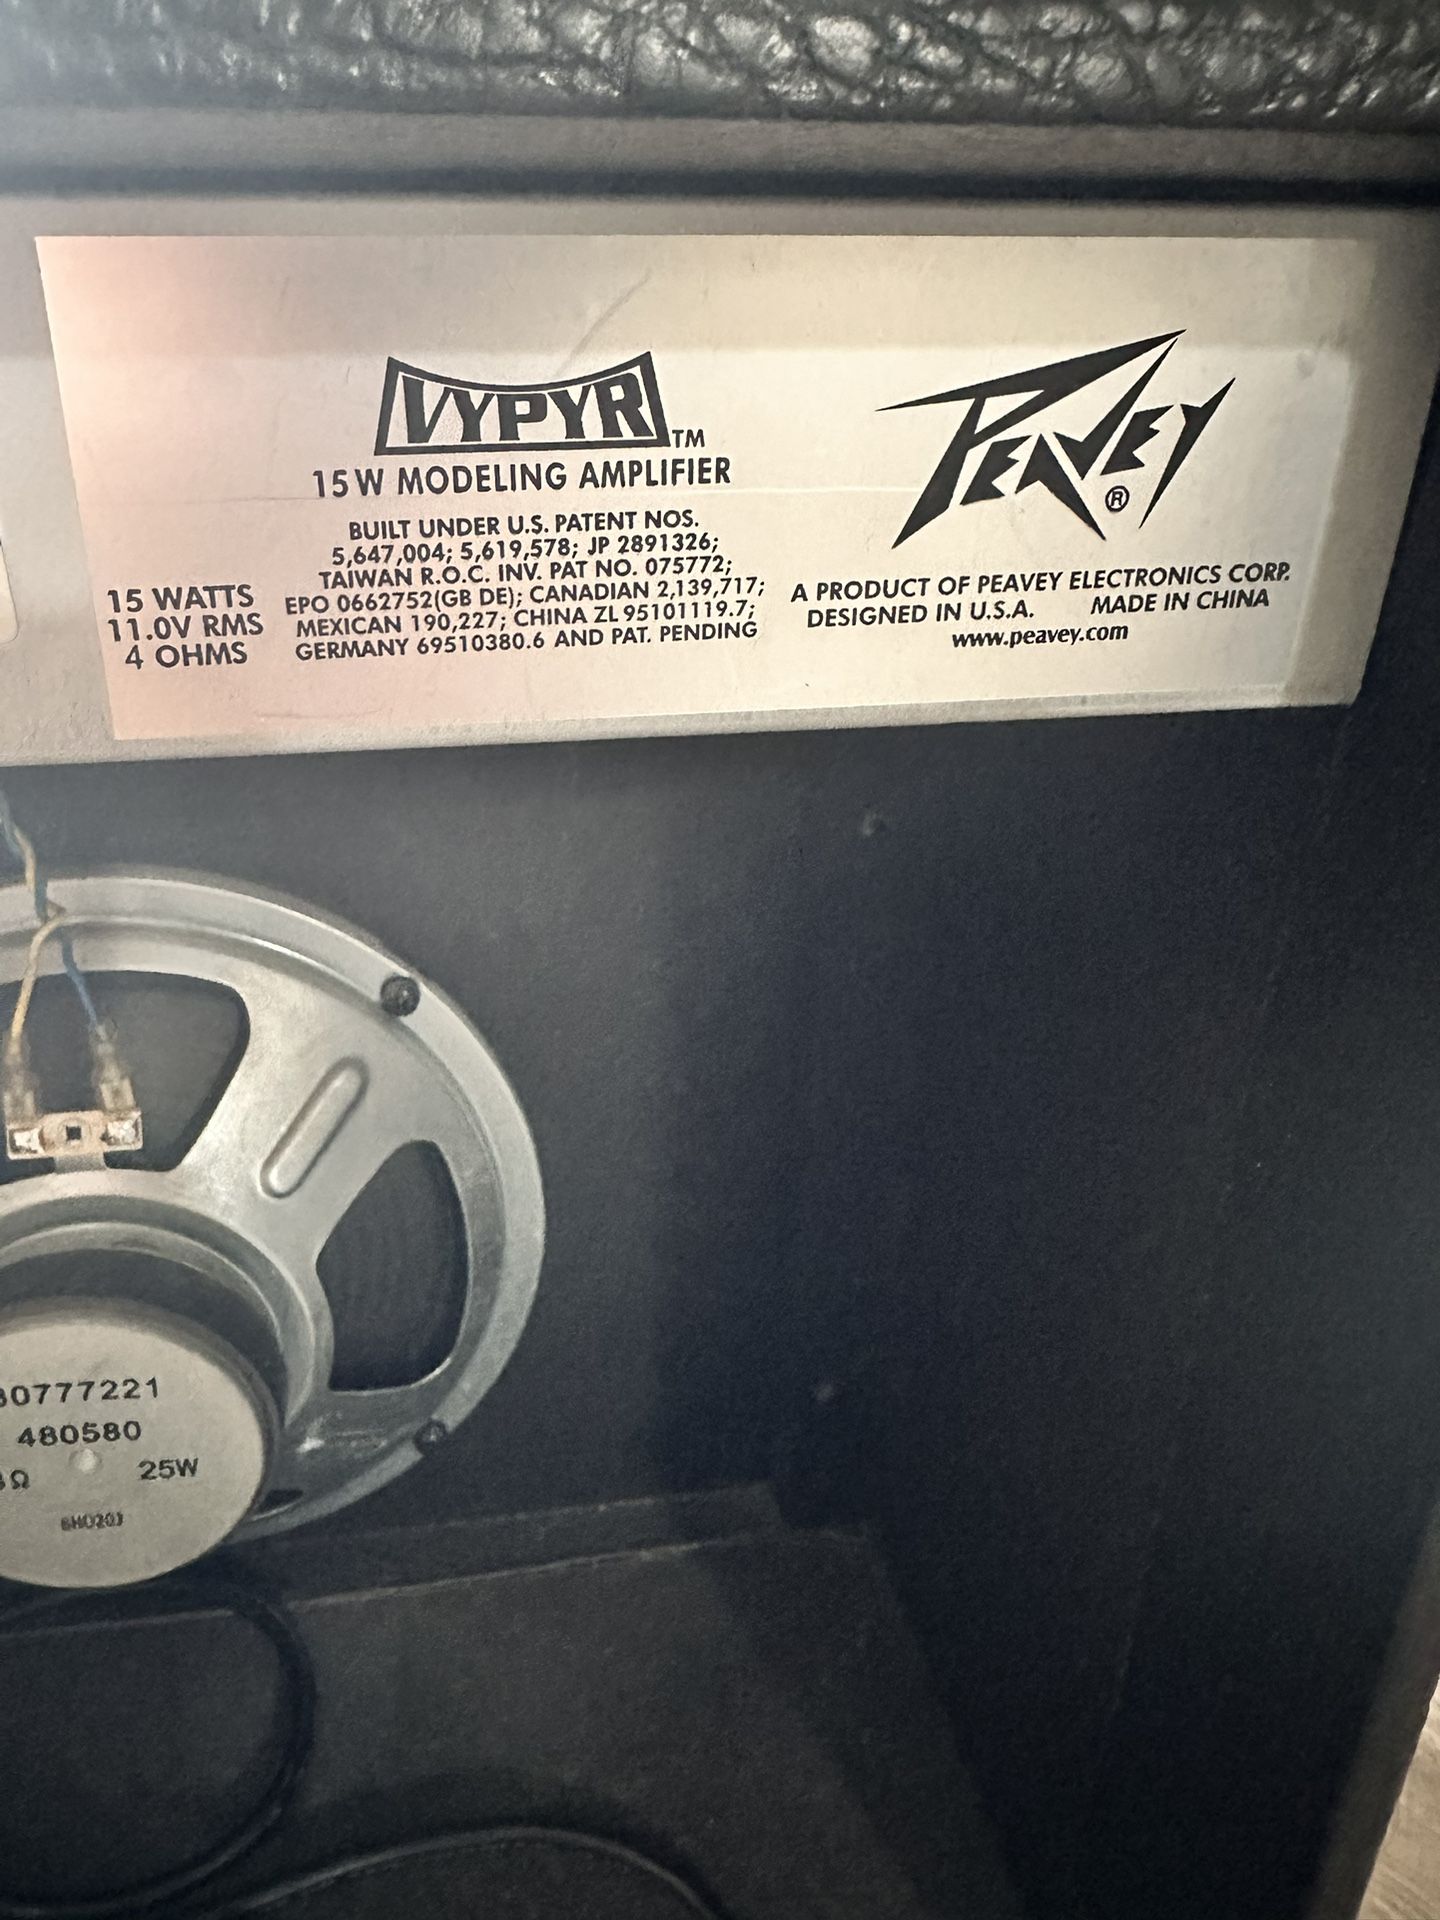 VYPYR™
15W MODELING AMPLIFIER
BUILT UNDER U.S. PATENT NOS.
5,647,004; 5,619,578; JP 2891326;
TAIWAN R.O.C. INV. PAT NO. 075772;
EPO 0662752(GB DE); CANADIAN 2,139,717;
MEXICAN 190,227; CHINA ZL 95101119.7;
GERMANY 69510380.6 AND PAT. PENDING
15 WATTS
11.0V RMS
4 OHMS
PEAVEY®
A PRODUCT OF PEAVEY ELECTRONICS CORP.
DESIGNED IN U.S.A. MADE IN CHINA
www.peavey.com
0777221
480580
Ω 25W